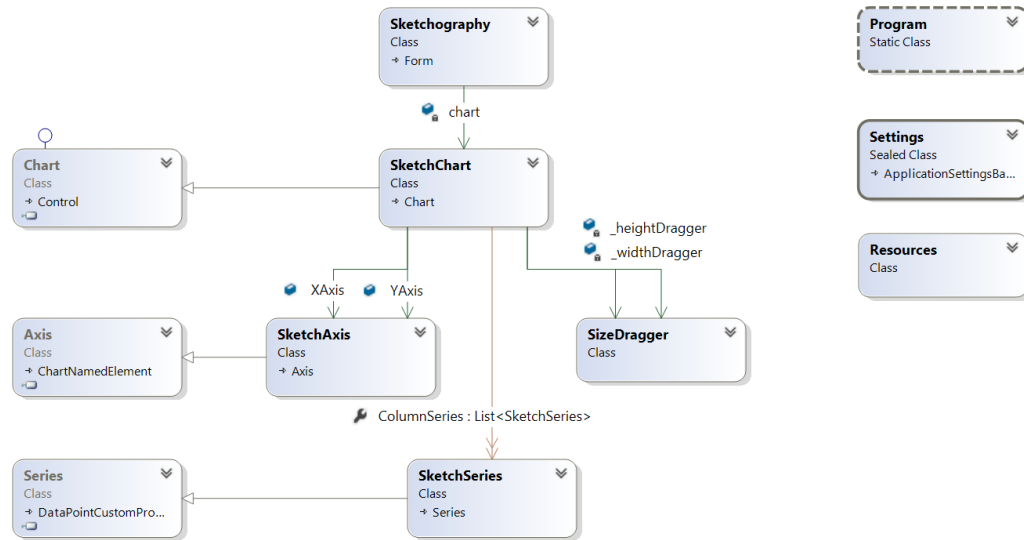 Sketchography
Class
Form
Program
Static Class
chart
Chart
Class
Control
SketchChart
Class
Chart
Settings
Sealed Class
ApplicationSettingsBa...
_heightDragger
_widthDragger
Resources
Class
XAxis
YAxis
Axis
Class
ChartNamedElement
SketchAxis
Class
Axis
SizeDragger
Class
ColumnSeries : List<SketchSeries>
Series
Class
DataPointCustomPro...
SketchSeries
Class
Series